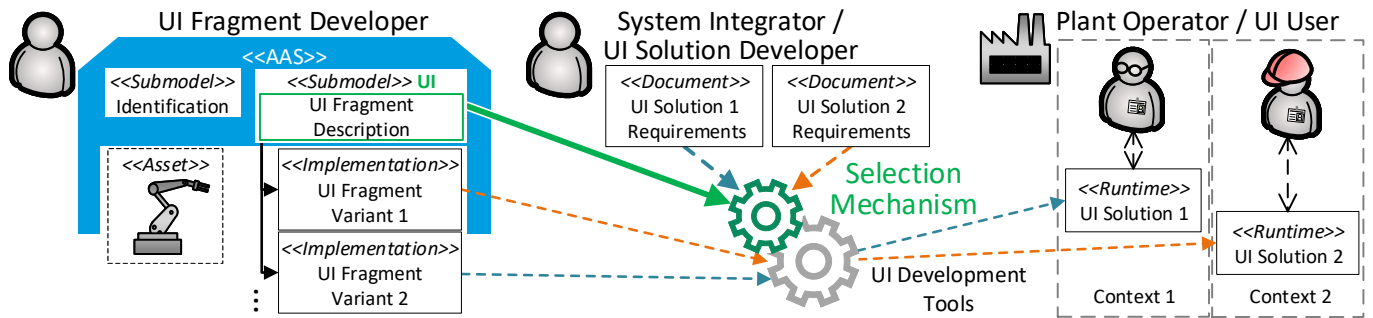 UI Fragment Developer
<<AAS>>
<<Submodel>>
Identification
<<Submodel>> UI
UI Fragment
Description
<<Asset>>
<<Implementation>>
UI Fragment
Variant 1
<<Implementation>>
UI Fragment
Variant 2
System Integrator /
UI Solution Developer
<<Document>>
UI Solution 1
Requirements
<<Document>>
UI Solution 2
Requirements
Selection
Mechanism
UI Development
Tools
Plant Operator / UI User
<<Runtime>>
UI Solution 1
Context 1
<<Runtime>>
UI Solution 2
Context 2